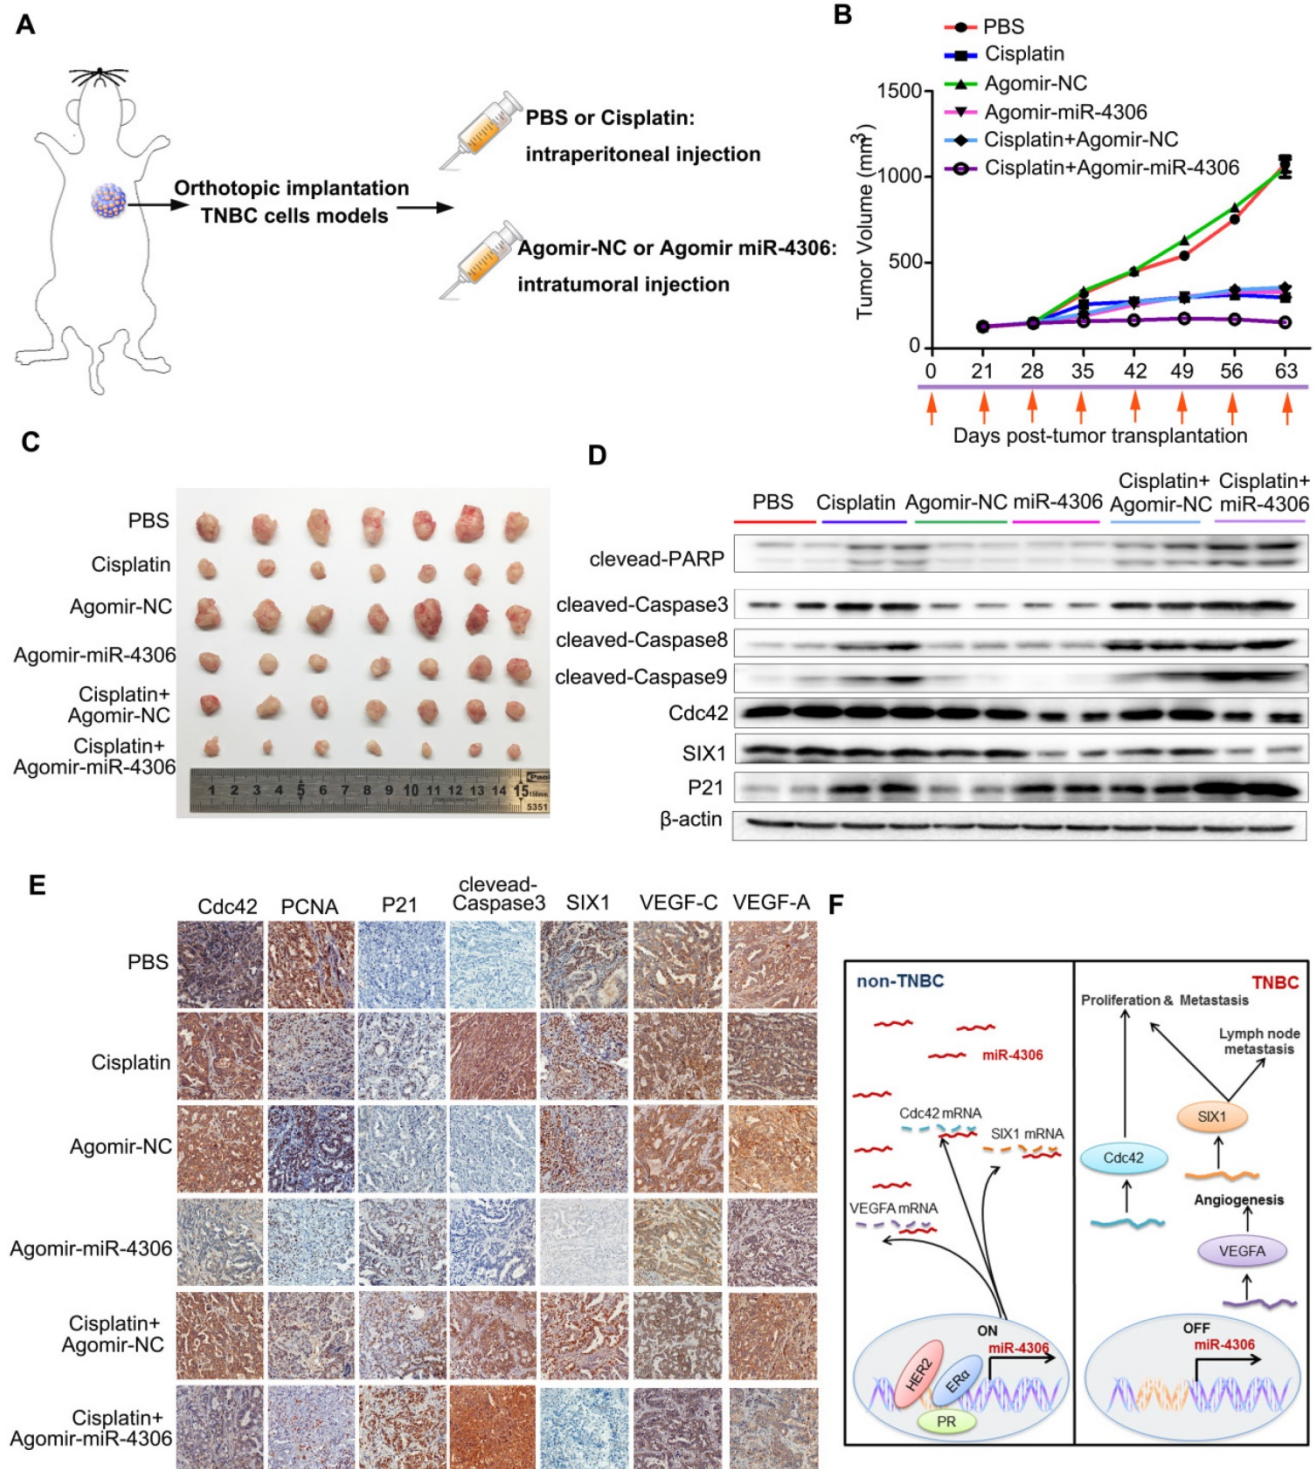 A
Orthotopic implantation
TNBC cells models
PBS or Cisplatin:
intraperitoneal injection
Agomir-NC or Agomir miR-4306:
intratumoral injection
B
PBS
Cisplatin
Agomir-NC
Agomir-miR-4306
Cisplatin+Agomir-NC
Cisplatin+Agomir-miR-4306
Tumor Volume (mm3)
1500
1000
500
0
0 21 28 35 42 49 56 63
Days post-tumor transplantation
C
PBS
Cisplatin
Agomir-NC
Agomir-miR-4306
Cisplatin+
Agomir-NC
Cisplatin+
Agomir-miR-4306
1 2 3 4 5 6 7 8 9 10 11 12 13 14 15
5351
D
PBS Cisplatin Agomir-NC miR-4306 Cisplatin+ Agomir-NC Cisplatin+ miR-4306
clevead-PARP
cleaved-Caspase3
cleaved-Caspase8
cleaved-Caspase9
Cdc42
SIX1
P21
β-actin
E
Cdc42 PCNA P21 clevead-Caspase3 SIX1 VEGF-C VEGF-A
PBS
Cisplatin
Agomir-NC
Agomir-miR-4306
Cisplatin+
Agomir-NC
Cisplatin+
Agomir-miR-4306
F
non-TNBC
miR-4306
Cdc42 mRNA
SIX1 mRNA
VEGFA mRNA
ON
miR-4306
HER2
ERα
PR
TNBC
Proliferation & Metastasis
Lymph node
metastasis
SIX1
Cdc42
Angiogenesis
VEGFA
OFF
miR-4306